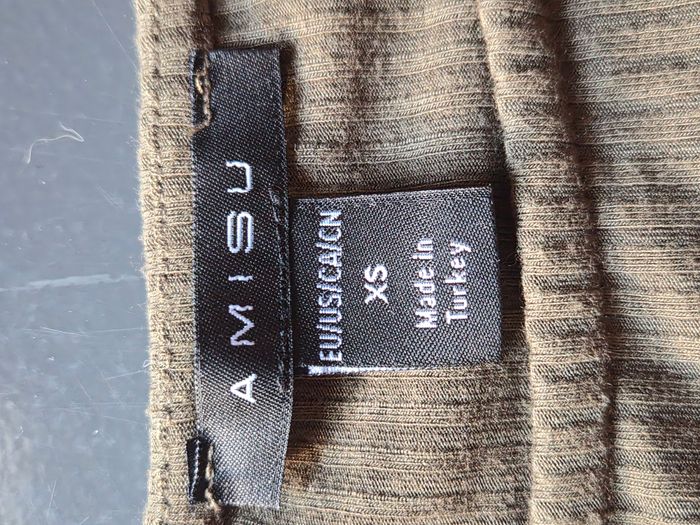 AMISU
EU/US/CA/CN
XS
Made in
Turkey